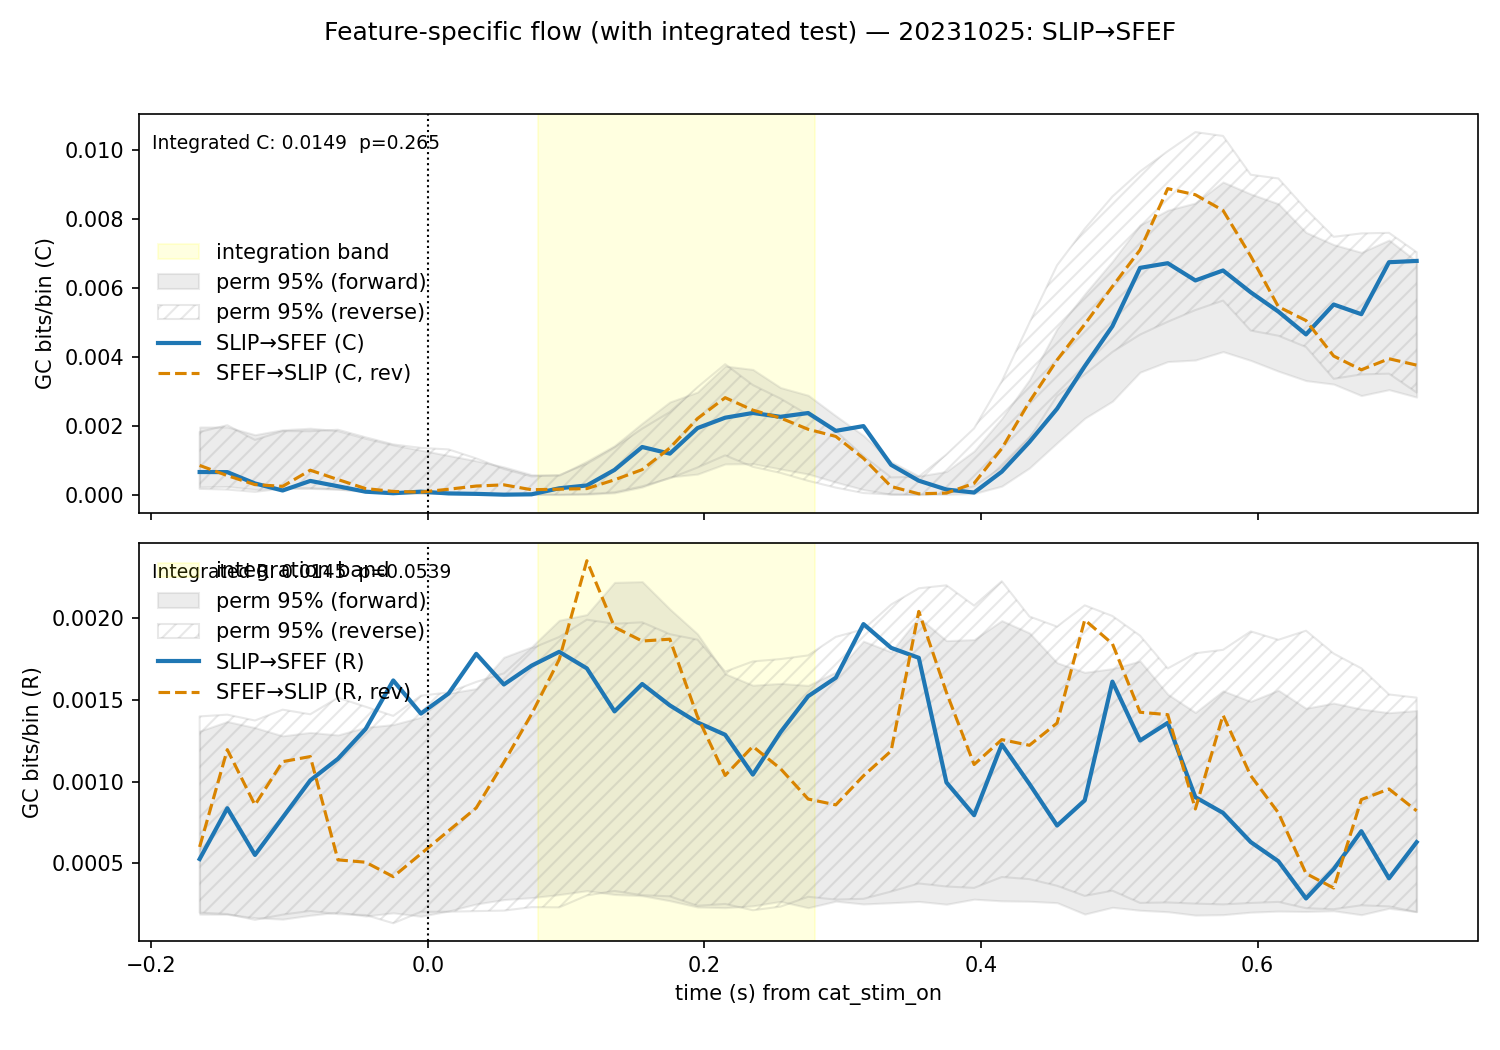 Feature-specific flow (with integrated test) — 20231025: SLIP→SFEF
Integrated C: 0.0149  p=0.265
integration band
perm 95% (forward)
perm 95% (reverse)
SLIP→SFEF (C)
SFEF→SLIP (C, rev)
GC bits/bin (C)
0.010
0.008
0.006
0.004
0.002
0.000
Integrated R: 0.0145  p=0.0539
integration band
perm 95% (forward)
perm 95% (reverse)
SLIP→SFEF (R)
SFEF→SLIP (R, rev)
GC bits/bin (R)
0.0020
0.0015
0.0010
0.0005
−0.2
0.0
0.2
0.4
0.6
time (s) from cat_stim_on